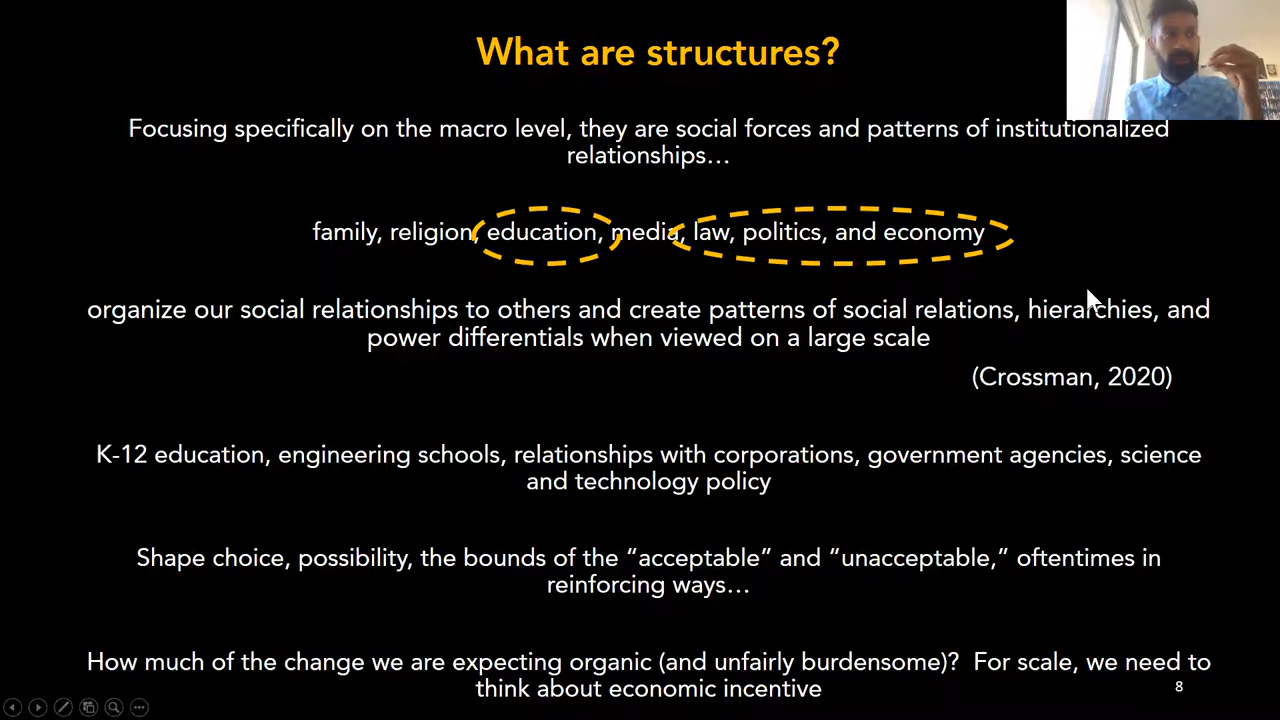 What are structures?
Focusing specifically on the macro level, they are social forces and patterns of institutionalized
relationships…
family, religion, education, media, law, politics, and economy
organize our social relationships to others and create patterns of social relations, hierarchies, and
power differentials when viewed on a large scale
(Crossman, 2020)
K-12 education, engineering schools, relationships with corporations, government agencies, science
and technology policy
Shape choice, possibility, the bounds of the “acceptable” and “unacceptable,” oftentimes in
reinforcing ways…
How much of the change we are expecting organic (and unfairly burdensome)?  For scale, we need to
think about economic incentive
8